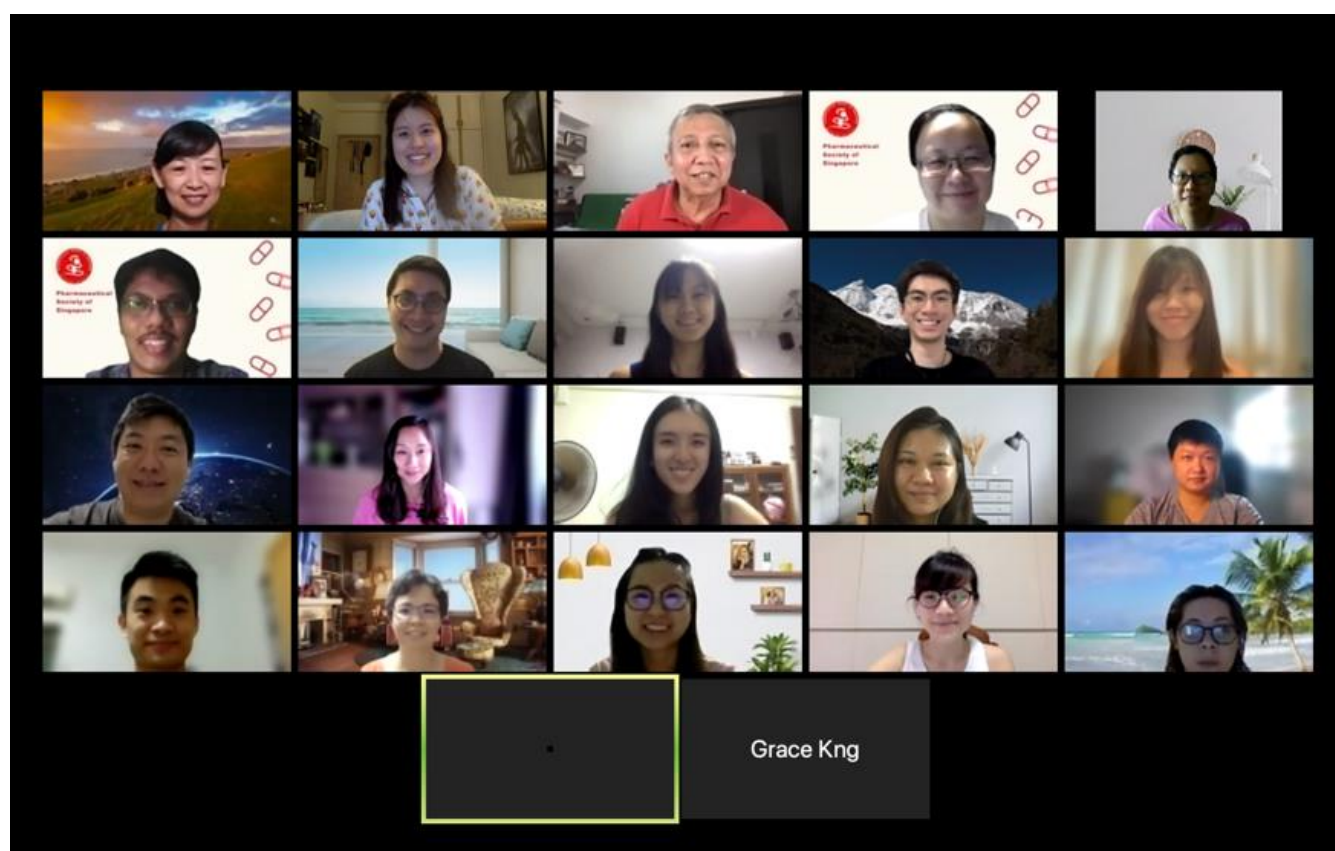 Pharmaceutical
Society of
Singapore
Pharmaceutical
Society of
Singapore
Grace Kng